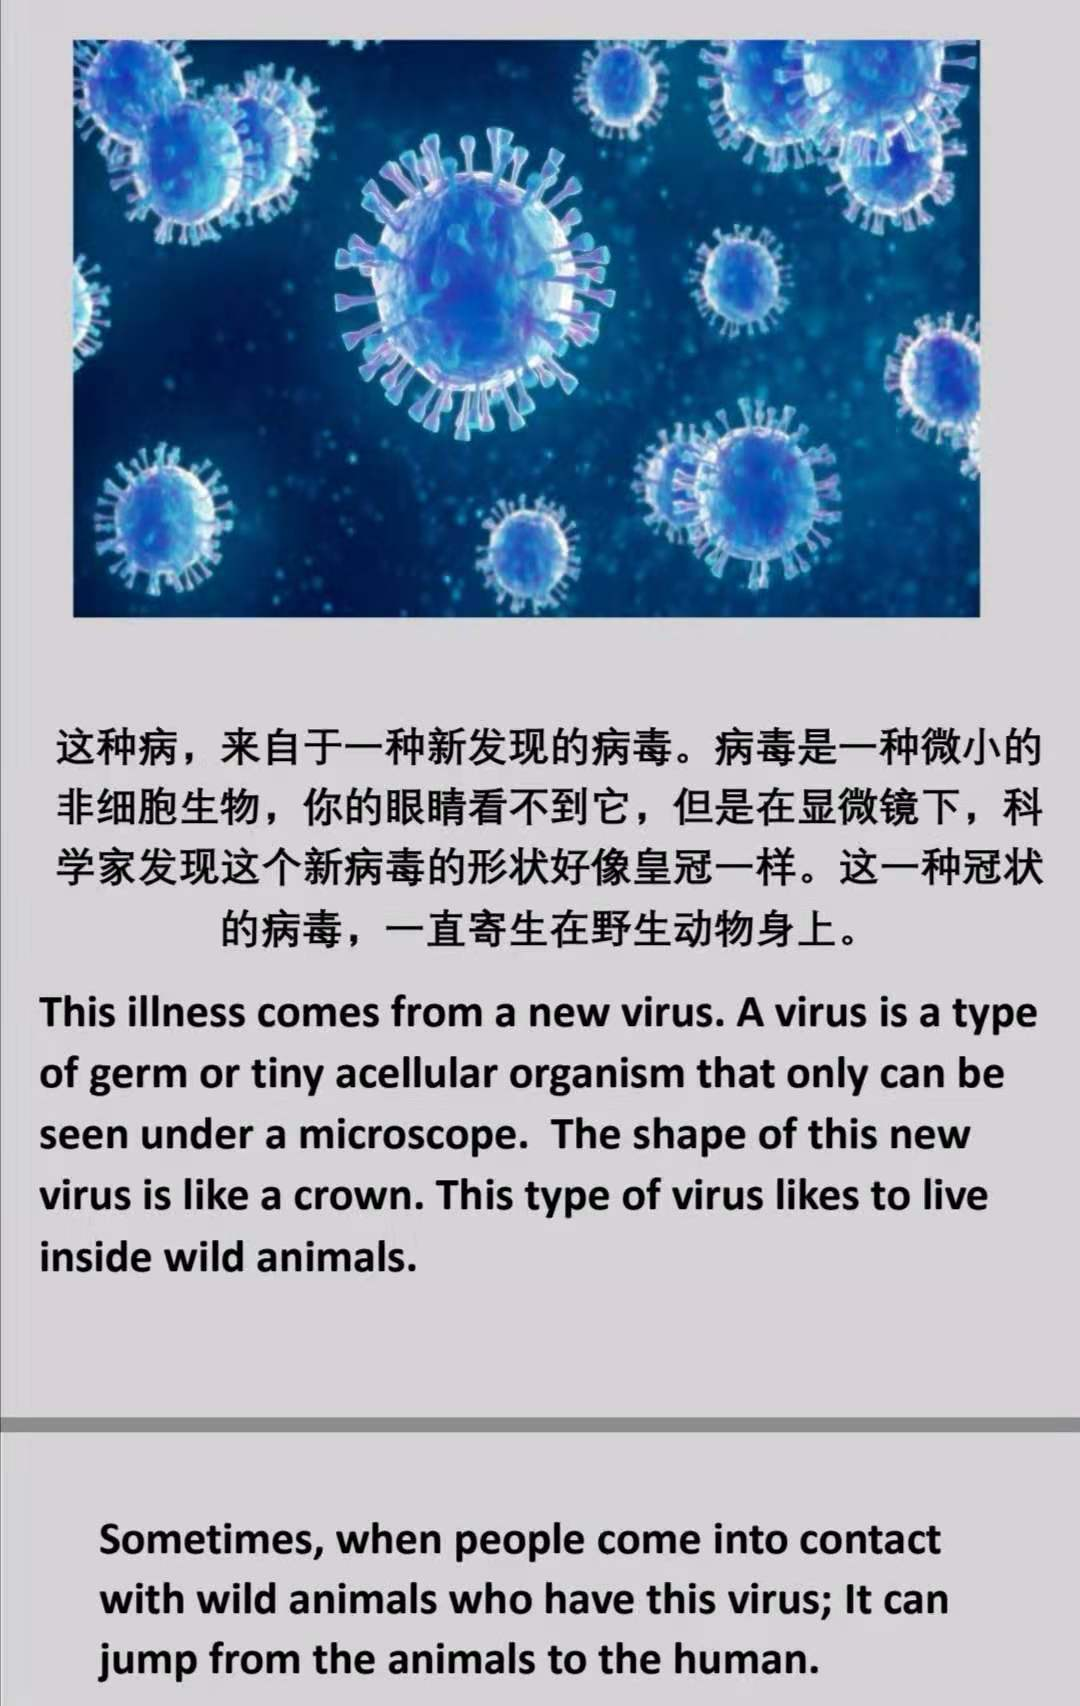 这种病，来自于一种新发现的病毒。病毒是一种微小的
非细胞生物，你的眼睛看不到它，但是在显微镜下，科
学家发现这个新病毒的形状好像皇冠一样。这一种冠状
的病毒，一直寄生在野生动物身上。
This illness comes from a new virus. A virus is a type
of germ or tiny acellular organism that only can be
seen under a microscope.  The shape of this new
virus is like a crown. This type of virus likes to live
inside wild animals.
Sometimes, when people come into contact
with wild animals who have this virus; It can
jump from the animals to the human.